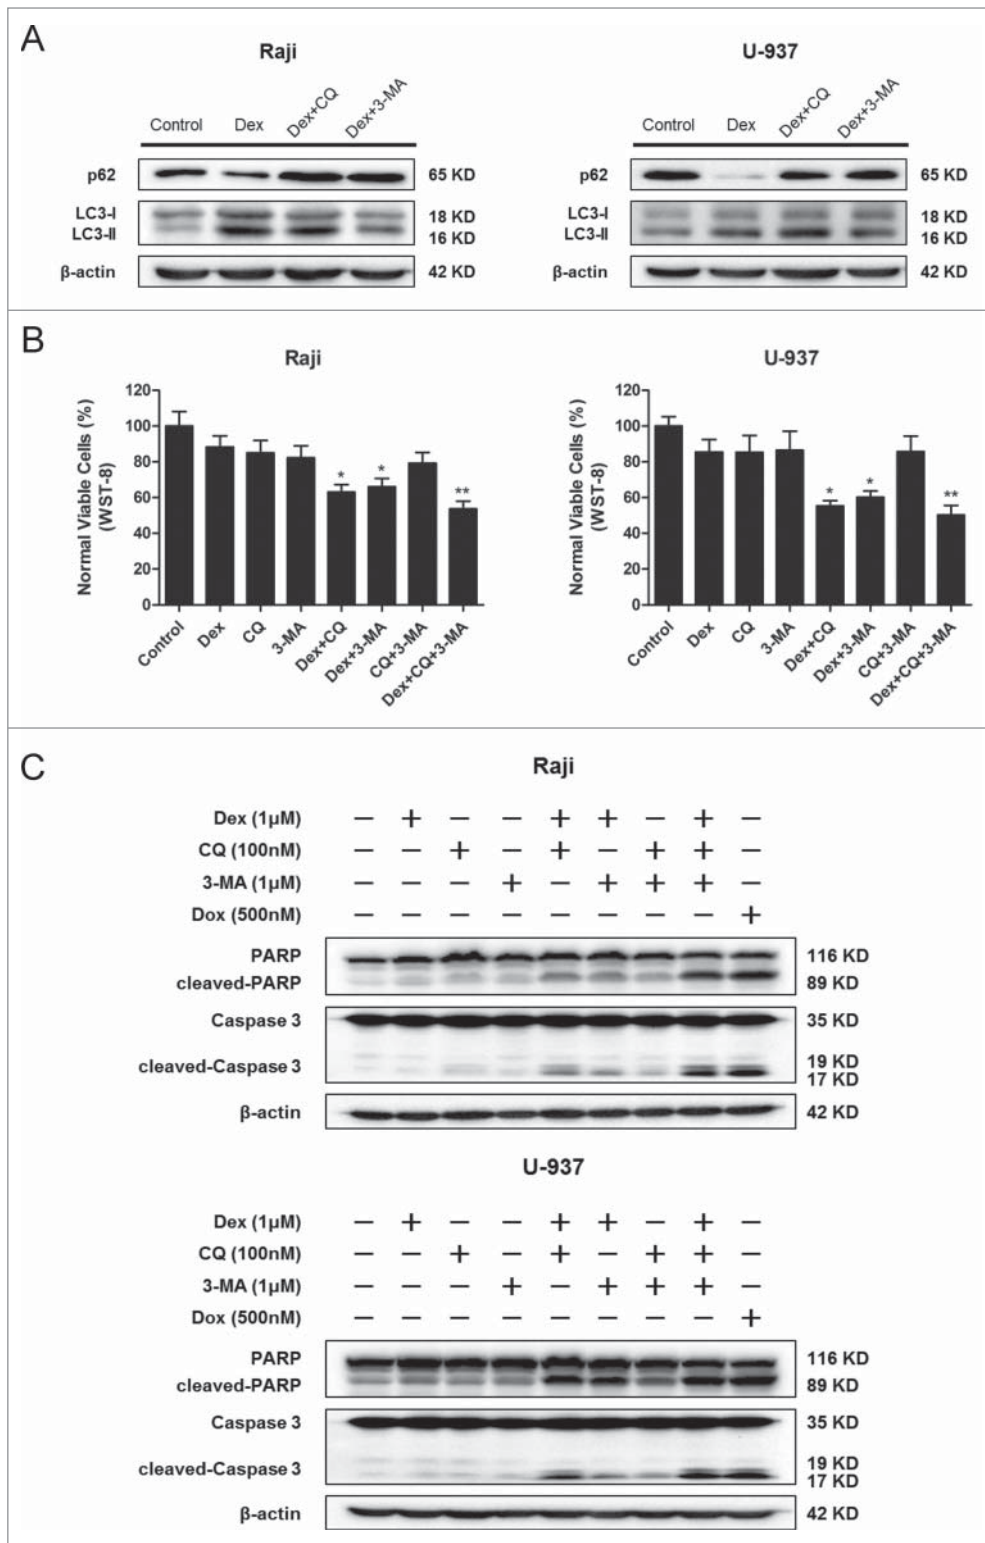 A
Raji
U-937
Control Dex Dex+CQ Dex+3-MA
Control Dex Dex+CQ Dex+3-MA
p62 65 KD
LC3-I 18 KD
LC3-II 16 KD
β-actin 42 KD
p62 65 KD
LC3-I 18 KD
LC3-II 16 KD
β-actin 42 KD
B
Raji
Normal Viable Cells (%)
(WST-8)
120
100
80
60
40
20
0
* * **
Control Dex CQ 3-MA Dex+CQ Dex+3-MA CQ+3-MA Dex+CQ+3-MA
U-937
Normal Viable Cells (%)
(WST-8)
120
100
80
60
40
20
0
* * **
Control Dex CQ 3-MA Dex+CQ Dex+3-MA CQ+3-MA Dex+CQ+3-MA
C
Raji
Dex (1μM) — + — — + + — + —
CQ (100nM) — — + — + — + + —
3-MA (1μM) — — — + — + + + —
Dox (500nM) — — — — — — — — +
PARP 116 KD
cleaved-PARP 89 KD
Caspase 3 35 KD
19 KD
cleaved-Caspase 3
17 KD
β-actin 42 KD
U-937
Dex (1μM) — + — — + + — + —
CQ (100nM) — — + — + — + + —
3-MA (1μM) — — — + — + + + —
Dox (500nM) — — — — — — — — +
PARP 116 KD
cleaved-PARP 89 KD
Caspase 3 35 KD
19 KD
cleaved-Caspase 3
17 KD
β-actin 42 KD